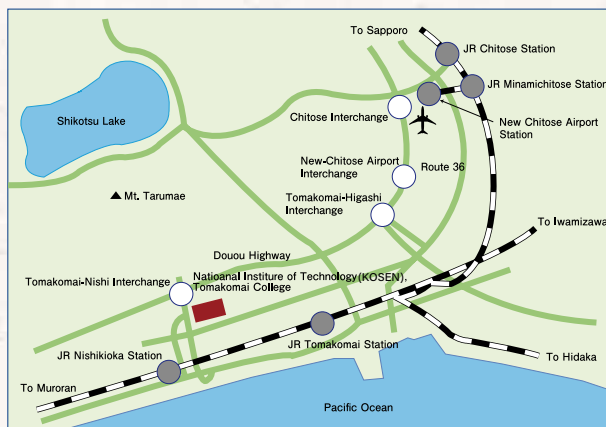 To Sapporo
JR Chitose Station
JR Minamichitose Station
Shikotsu Lake
Chitose Interchange
New Chitose Airport
Station
New-Chitose Airport
Interchange
Route 36
Mt. Tarumae
Tomakomai-Higashi
Interchange
To Iwamizawa
Douou Highway
Tomakomai-Nishi Interchange
Natioanal Institure of Technology(KOSEN),
Tomakomai College
JR Nishikioka Station
JR Tomakomai Station
To Hidaka
To Muroran
Pacific Ocean